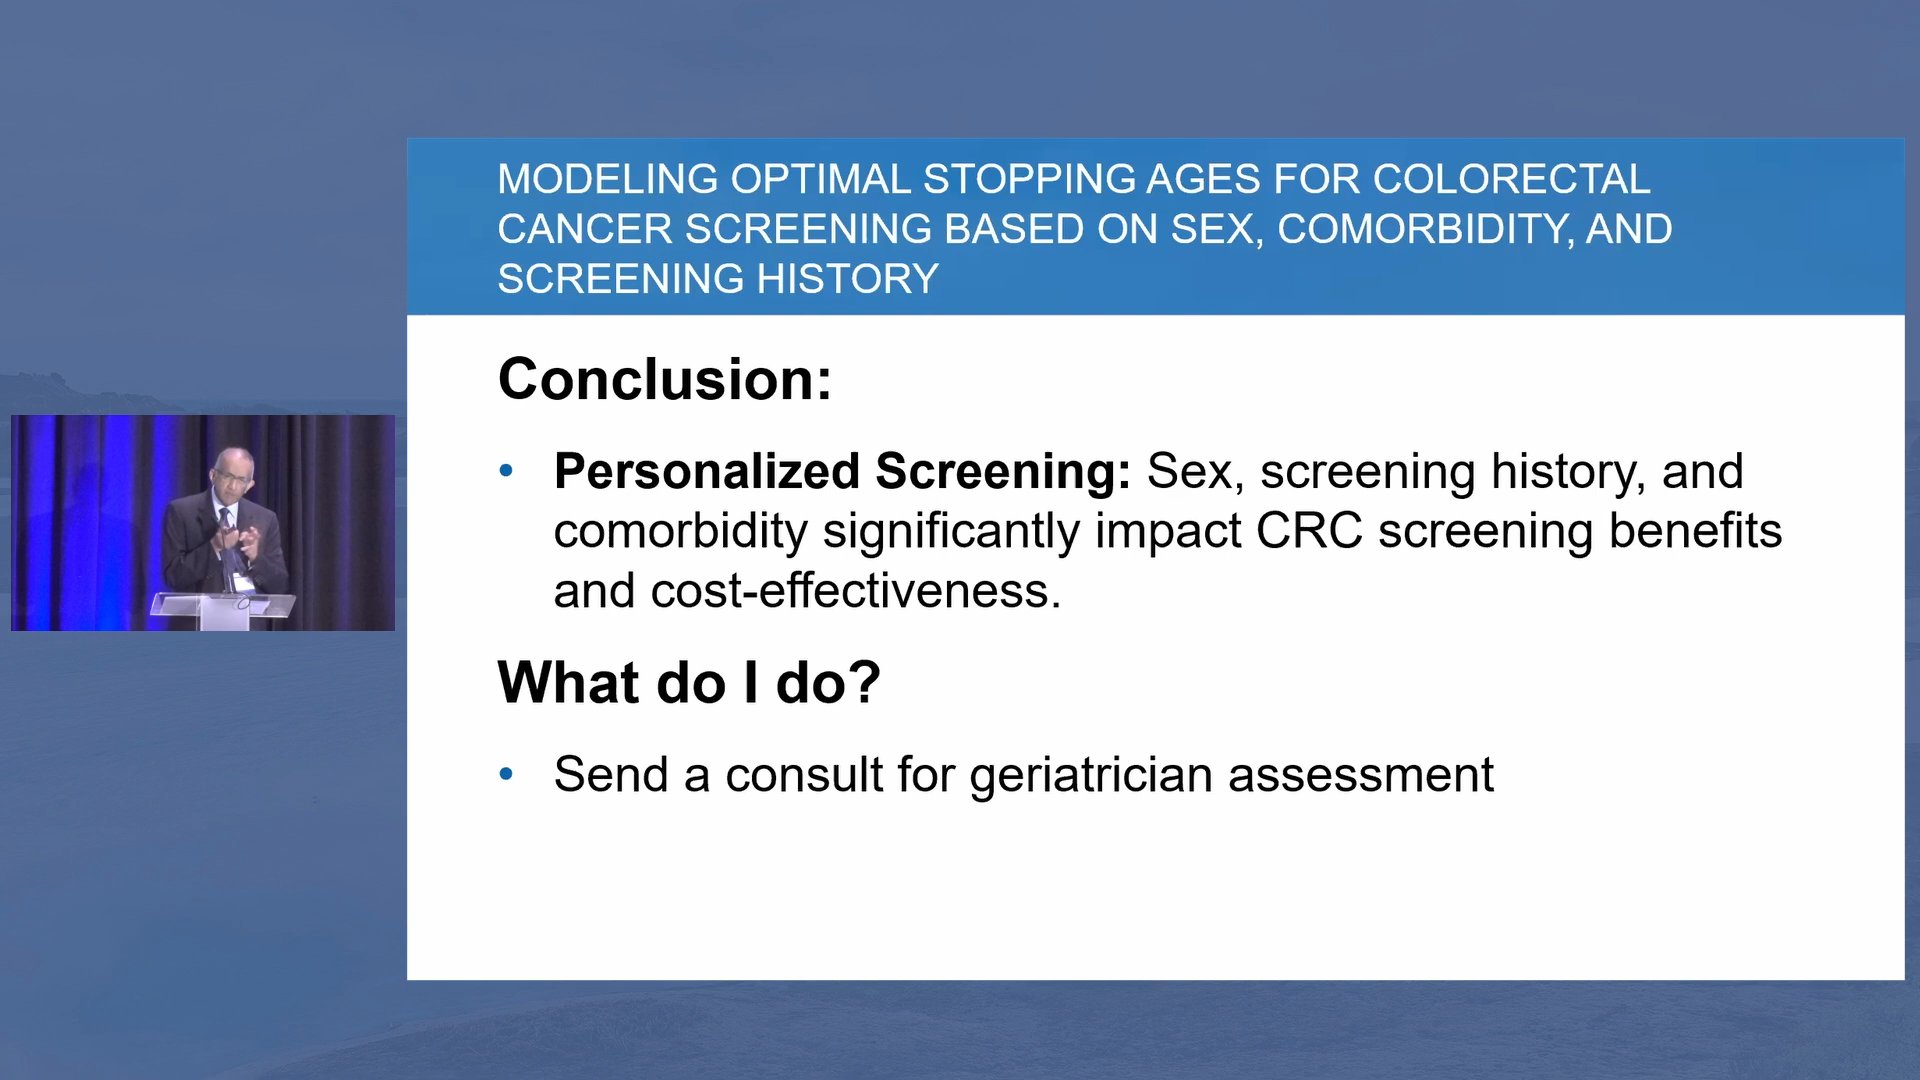 MODELING OPTIMAL STOPPING AGES FOR COLORECTAL
CANCER SCREENING BASED ON SEX, COMORBIDITY, AND
SCREENING HISTORY
Conclusion:
• Personalized Screening: Sex, screening history, and
comorbidity significantly impact CRC screening benefits
and cost-effectiveness.
What do I do?
• Send a consult for geriatrician assessment